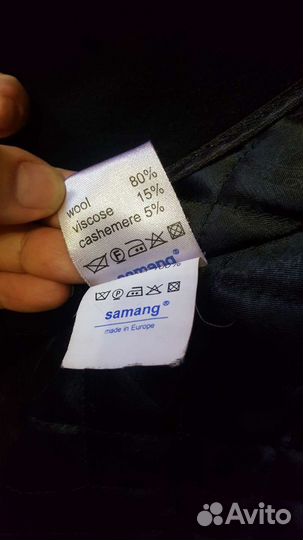 wool 80%
viscose 15%
cashemere 5%
samang
samang®
made in Europe
Avito